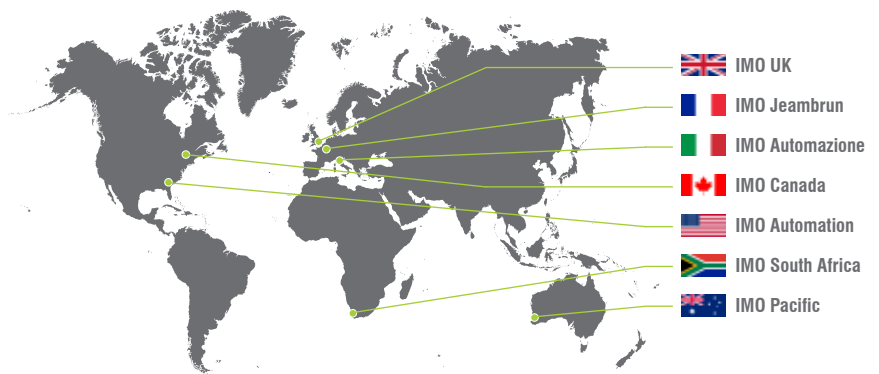 IMO UK
IMO Jeambrun
IMO Automazione
IMO Canada
IMO Automation
IMO South Africa
IMO Pacific